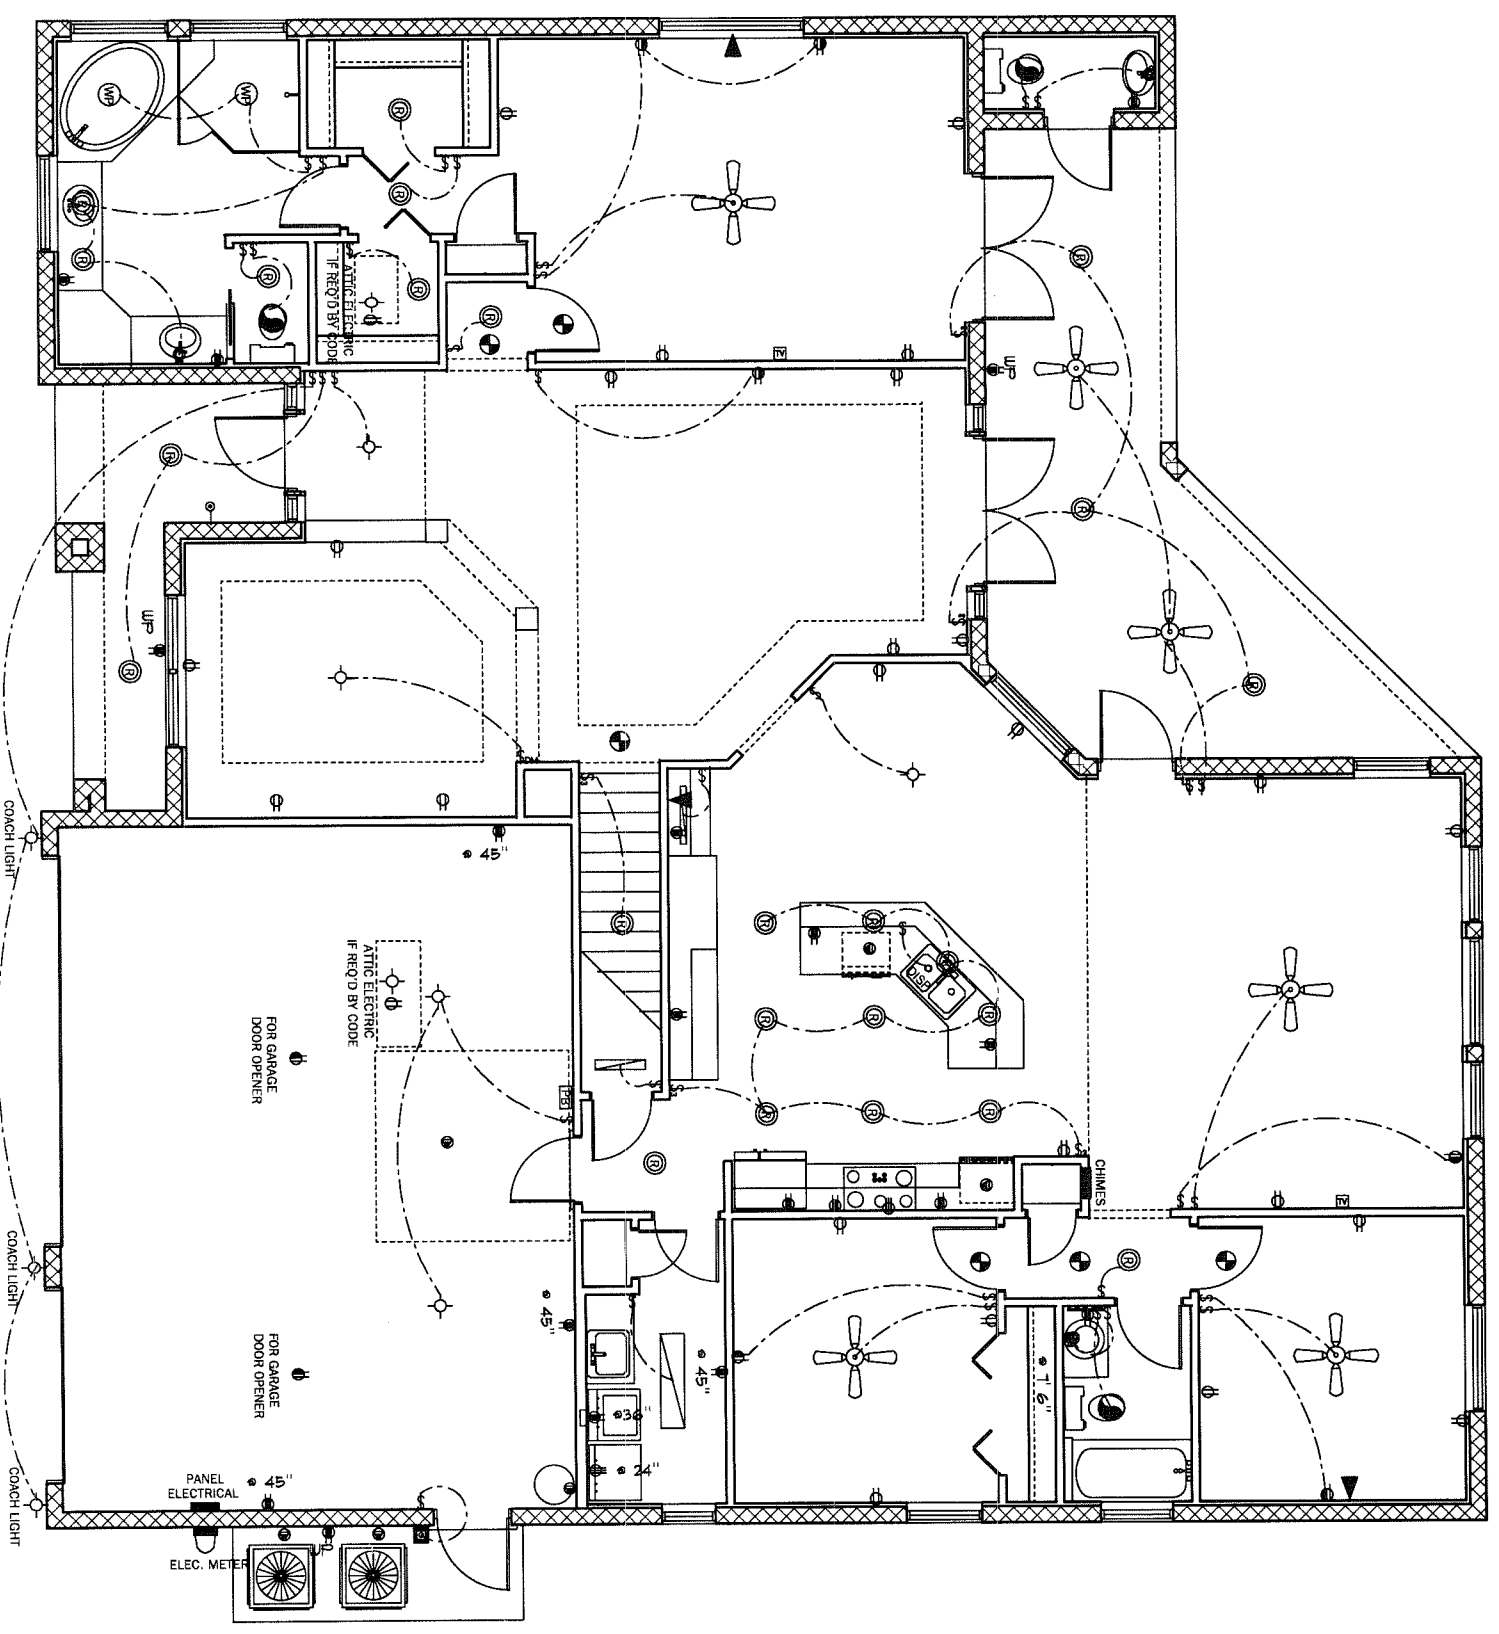 WP
WP
R
R
R
R
R
R
R
ATTIC ELECTRIC
IF REQ'D BY CODE
TV
WP
R
R
R
R
R
WP
COACH LIGHT
45"
ATTIC ELECTRIC
IF REQ'D BY CODE
FOR GARAGE
DOOR OPENER
PB
R
R
R
R
DISP
R
R
R
R
R
R
R
CHIMES
TV
R
COACH LIGHT
45"
45"
7'6"
36"
24"
FOR GARAGE
DOOR OPENER
COACH LIGHT
PANEL
ELECTRICAL
45"
ELEC. METER